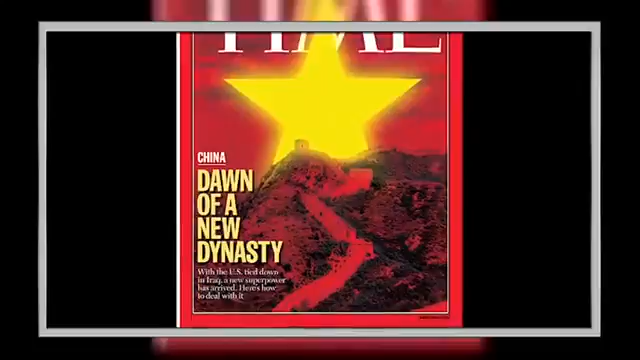 TIME
CHINA
DAWN
OF A
NEW
DYNASTY
With the U.S. tied down
in Iraq, a new superpower
has arrived. Here's how
to deal with it